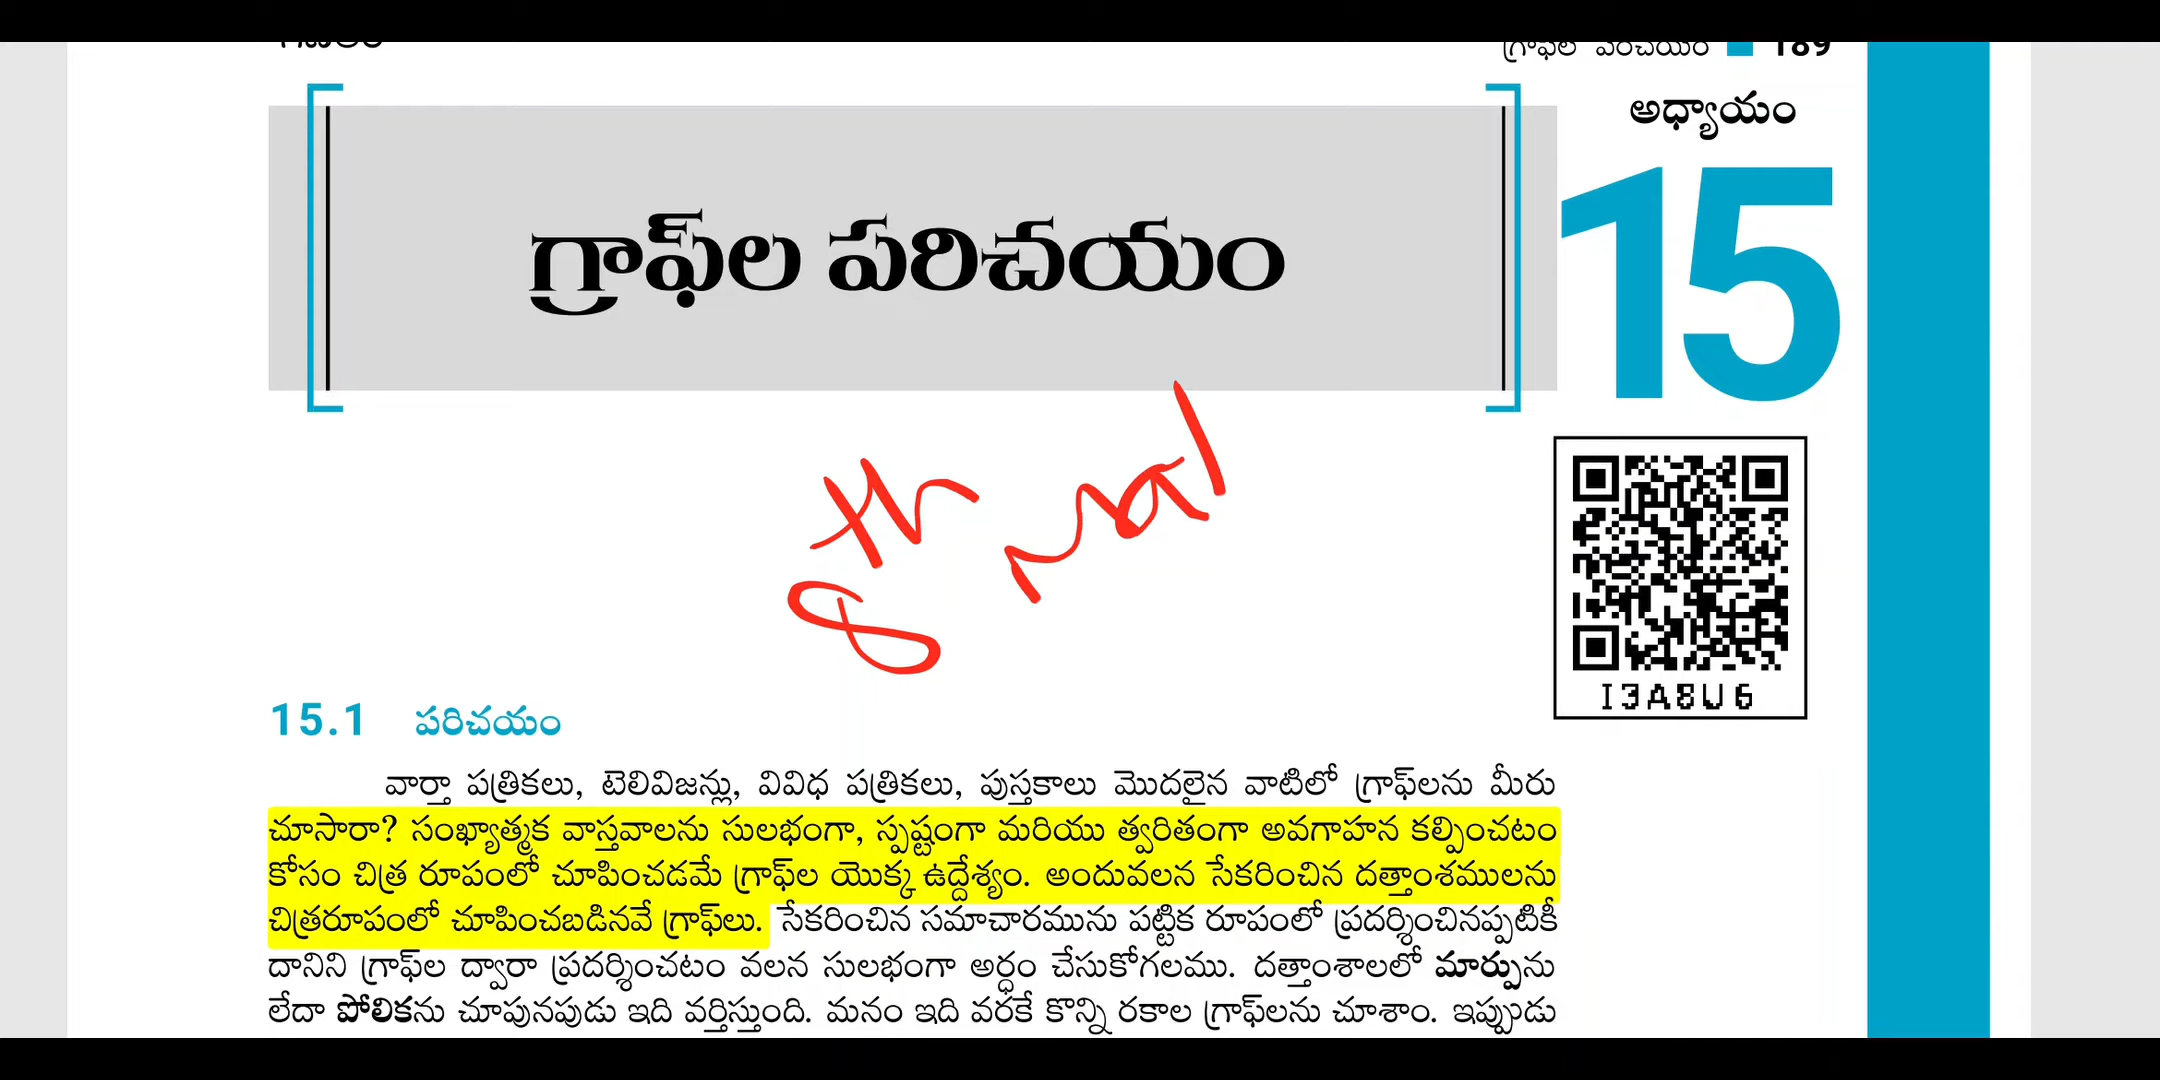 గ్రాఫ్‌ల పరిచయం 189
అధ్యాయం
15
గ్రాఫ్‌ల పరిచయం
8th
I3A8U6
15.1 పరిచయం
వార్తా పత్రికలు, టెలివిజన్లు, వివిధ పత్రికలు, పుస్తకాలు మొదలైన వాటిలో గ్రాఫ్‌లను మీరు
చూసారా? సంఖ్యాత్మక వాస్తవాలను సులభంగా, స్పష్టంగా మరియు త్వరితంగా అవగాహన కల్పించటం
కోసం చిత్ర రూపంలో చూపించడమే గ్రాఫ్‌ల యొక్క ఉద్దేశ్యం. అందువలన సేకరించిన దత్తాంశములను
చిత్రరూపంలో చూపించబడినవే గ్రాఫ్‌లు. సేకరించిన సమాచారమును పట్టిక రూపంలో ప్రదర్శించినప్పటికీ
దానిని గ్రాఫ్‌ల ద్వారా ప్రదర్శించటం వలన సులభంగా అర్థం చేసుకోగలము. దత్తాంశాలలో మార్పును
లేదా పోలికను చూపునపుడు ఇది వర్తిస్తుంది. మనం ఇది వరకే కొన్ని రకాల గ్రాఫ్‌లను చూశాం. ఇప్పుడు